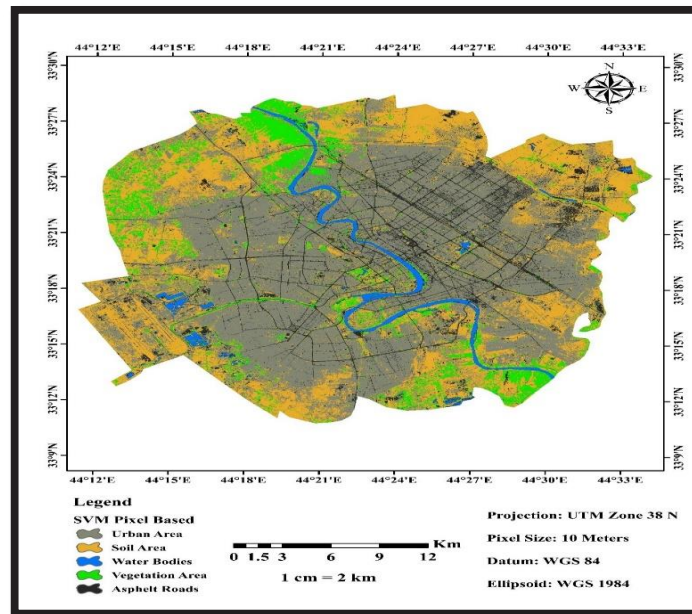 44°12'E 44°15'E 44°18'E 44°21'E 44°24'E 44°27'E 44°30'E 44°33'E
33°30'N 33°30'N
N
W E
S
33°27'N 33°27'N
33°24'N 33°24'N
33°21'N 33°21'N
33°18'N 33°18'N
33°15'N 33°15'N
33°12'N 33°12'N
33°9'N 33°9'N
44°12'E 44°15'E 44°18'E 44°21'E 44°24'E 44°27'E 44°30'E 44°33'E
Legend
SVM Pixel Based
Urban Area
Soil Area
Water Bodies
Vegetation Area
Asphelt Roads
Km
0 1.5 3 6 9 12
1 cm = 2 km
Projection: UTM Zone 38 N
Pixel Size: 10 Meters
Datum: WGS 84
Ellipsoid: WGS 1984